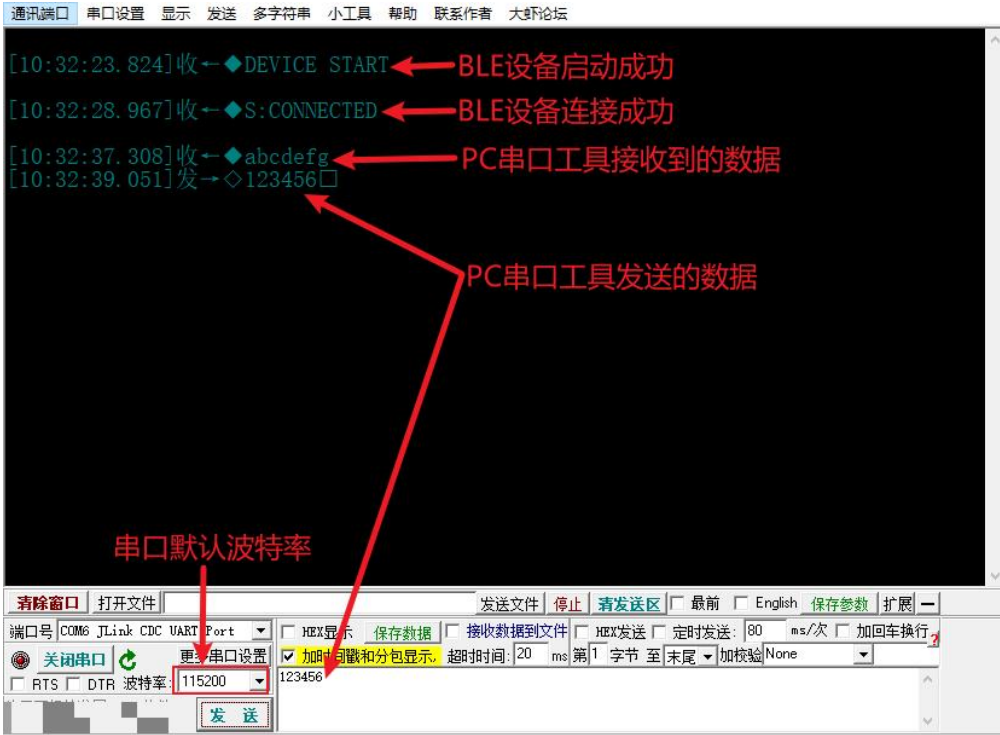 通讯端口 串口设置 显示 发送 多字符串 小工具 帮助 联系作者 大虾论坛
[10:32:23.824]收←◆DEVICE START BLE设备启动成功
[10:32:28.967]收←◆S:CONNECTED BLE设备连接成功
[10:32:37.308]收←◆abcdefg PC串口工具接收到的数据
[10:32:39.051]发→◇123456□
PC串口工具发送的数据
串口默认波特率
清除窗口 打开文件 发送文件 停止 清发送区 最前 English 保存参数 扩展 —
端口号 COM6 JLink CDC UART Port HEX显示 保存数据 接收数据到文件 HEX发送 定时发送: 80 ms/次 加回车换行 ?
关闭串口 更多串口设置 加时间戳和分包显示, 超时时间: 20 ms 第1 字节 至 末尾 加校验 None
RTS DTR 波特率: 115200 123456
发 送